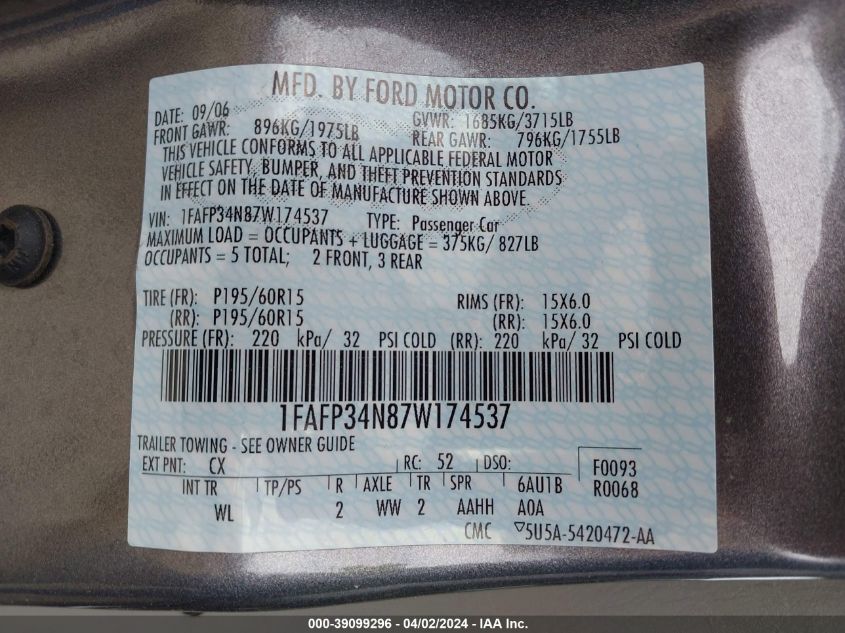 MFD. BY FORD MOTOR CO.
DATE: 09/06 GVWR: 1685KG/3715LB
FRONT GAWR: 896KG/1975LB REAR GAWR: 796KG/1755LB
THIS VEHICLE CONFORMS TO ALL APPLICABLE FEDERAL MOTOR
VEHICLE SAFETY, BUMPER, AND THEFT PREVENTION STANDARDS
IN EFFECT ON THE DATE OF MANUFACTURE SHOWN ABOVE.
VIN: 1FAFP34N87W174537 TYPE: Passenger Car
MAXIMUM LOAD = OCCUPANTS + LUGGAGE = 375KG/ 827LB
OCCUPANTS = 5 TOTAL; 2 FRONT, 3 REAR
TIRE (FR): P195/60R15 RIMS (FR): 15X6.0
(RR): P195/60R15 (RR): 15X6.0
PRESSURE (FR): 220 kPa/ 32 PSI COLD (RR): 220 kPa/ 32 PSI COLD
1FAFP34N87W174537
TRAILER TOWING - SEE OWNER GUIDE
EXT PNT: CX RC: 52 DSO: F0093
INT TR TP/PS R AXLE TR SPR 6AU1B R0068
WL 2 WW 2 AAHH AOA
CMC ▽5U5A-5420472-AA
000-39099296 - 04/02/2024 - IAA Inc.